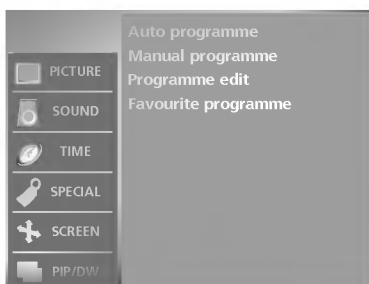 Auto programme
Manual programme
Programme edit
Favourite programme
PICTURE
SOUND
TIME
SPECIAL
SCREEN
PIP/DW